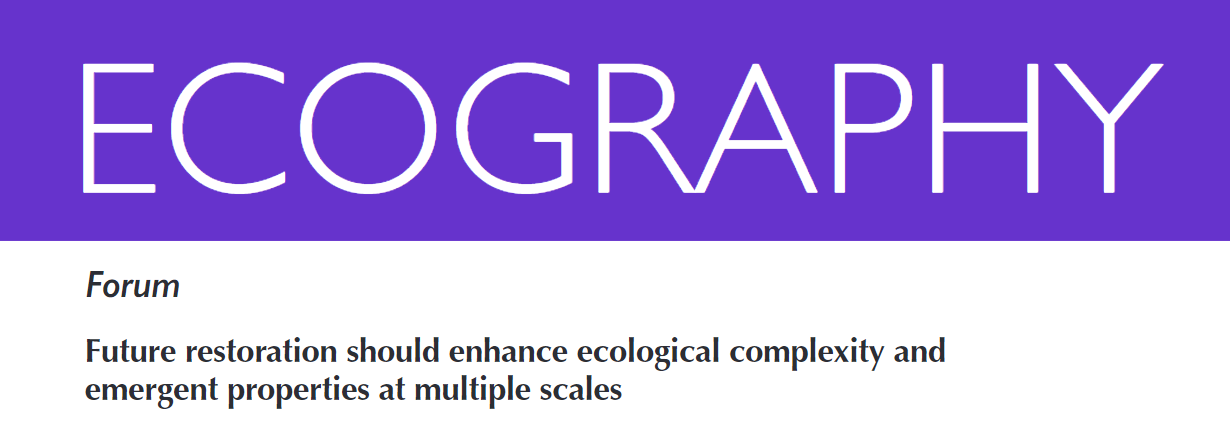 ECOGRAPHY
Forum
Future restoration should enhance ecological complexity and
emergent properties at multiple scales